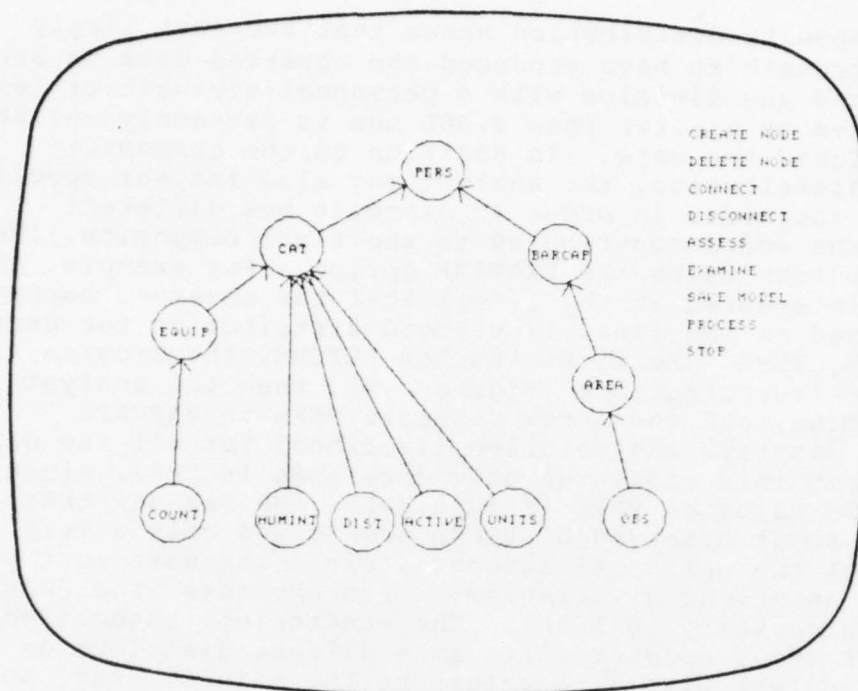 PERS
CAT
BARCAP
EQUIP
AREA
COUNT
HUMINT
DIST
ACTIVE
UNITS
OBS
CREATE NODE
DELETE NODE
CONNECT
DISCONNECT
ASSESS
EXAMINE
SAVE MODEL
PROCESS
STOP